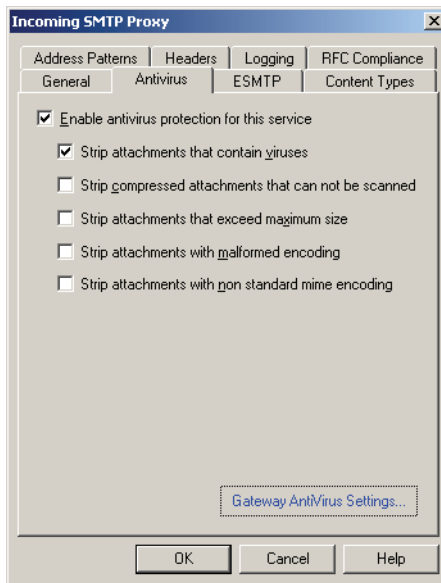 Incoming SMTP Proxy
Address Patterns Headers Logging RFC Compliance
General Antivirus ESMTP Content Types
Enable antivirus protection for this service
Strip attachments that contain viruses
Strip compressed attachments that can not be scanned
Strip attachments that exceed maximum size
Strip attachments with malformed encoding
Strip attachments with non standard mime encoding
Gateway AntiVirus Settings...
OK Cancel Help